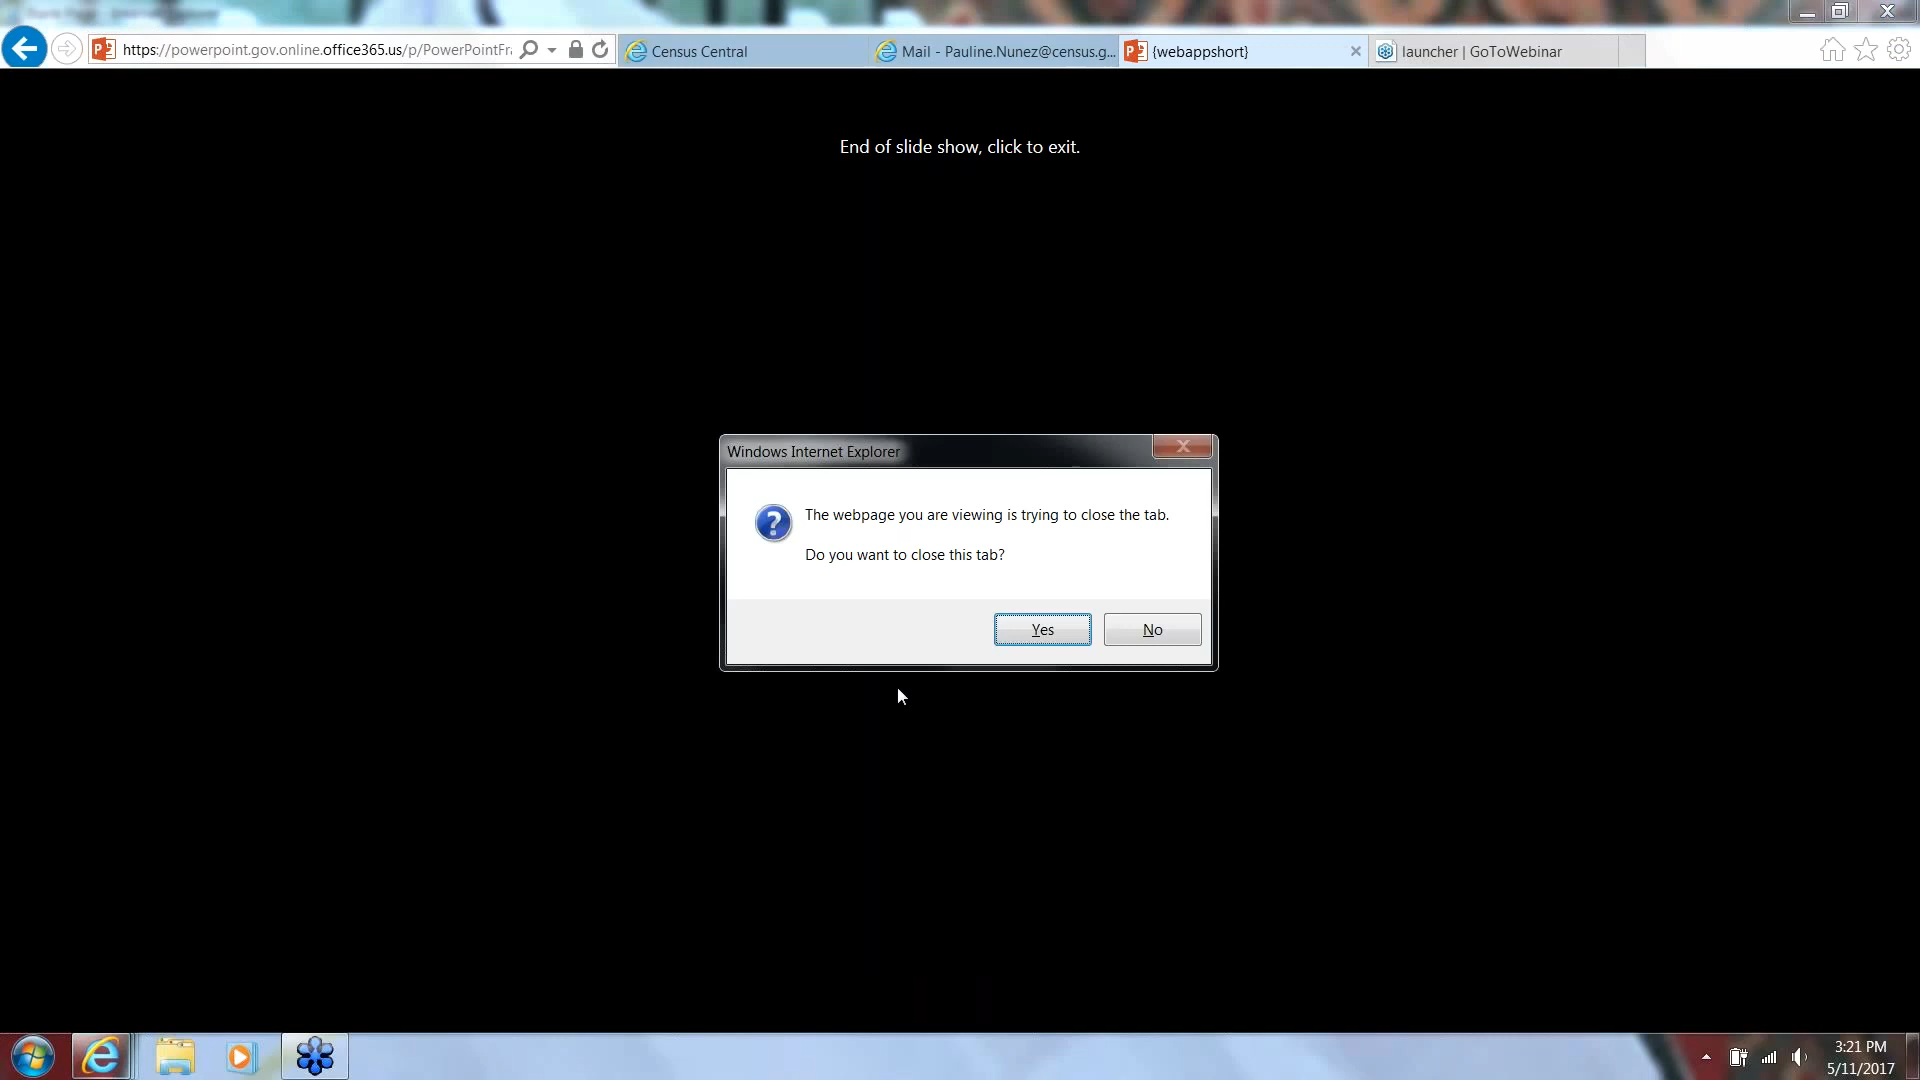 https://powerpoint.gov.online.office365.us/p/PowerPointFr
Census Central
Mail - Pauline.Nunez@census.g...
{webappshort}
launcher | GoToWebinar
End of slide show, click to exit.
Windows Internet Explorer
The webpage you are viewing is trying to close the tab.
Do you want to close this tab?
Yes
No
3:21 PM
5/11/2017